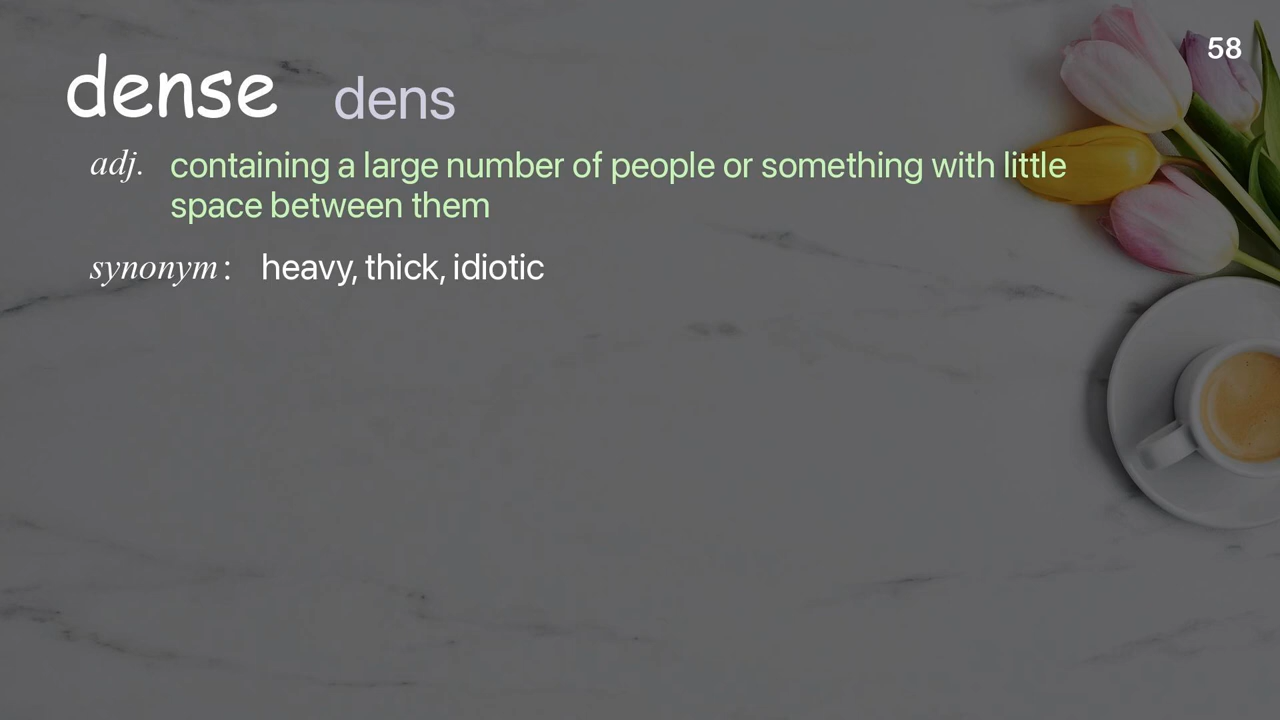 58
dense dens
adj. containing a large number of people or something with little
space between them
synonym: heavy, thick, idiotic